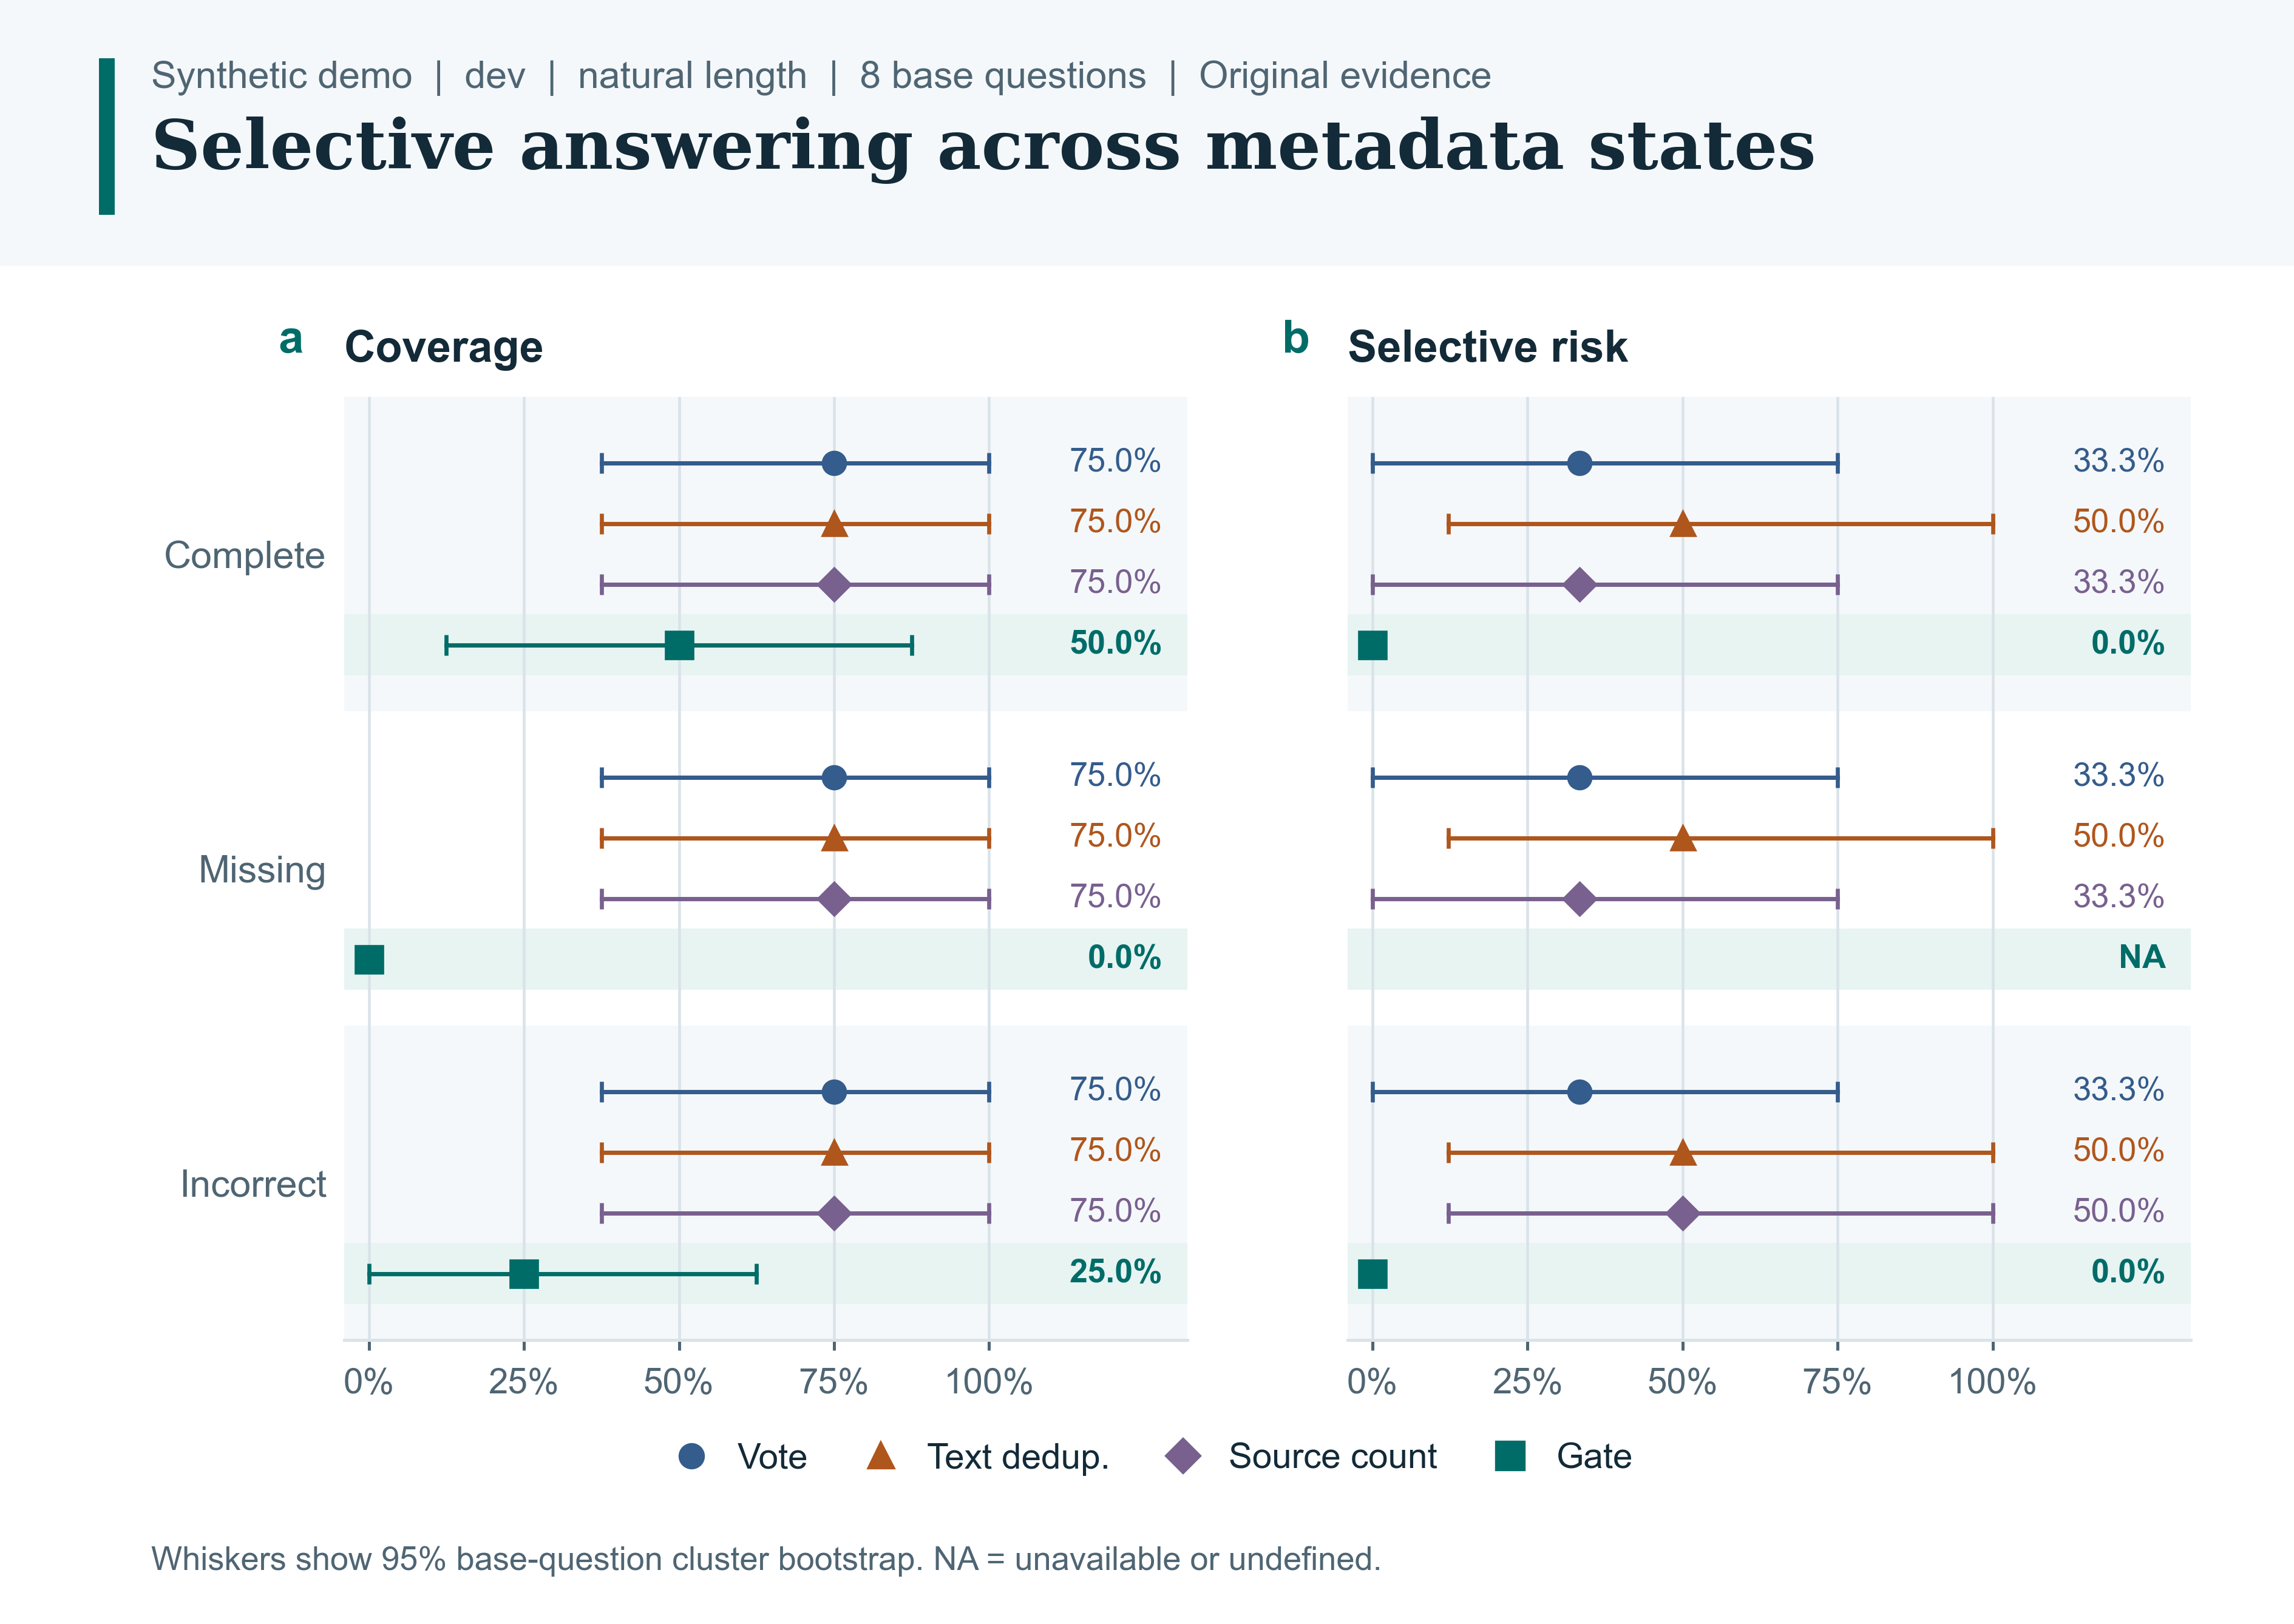 Synthetic demo | dev | natural length | 8 base questions | Original evidence
Selective answering across metadata states
a Coverage
Complete
75.0%
75.0%
75.0%
50.0%
Missing
75.0%
75.0%
75.0%
0.0%
Incorrect
75.0%
75.0%
75.0%
25.0%
0% 25% 50% 75% 100%
b Selective risk
33.3%
50.0%
33.3%
0.0%
33.3%
50.0%
33.3%
NA
33.3%
50.0%
50.0%
0.0%
0% 25% 50% 75% 100%
Vote Text dedup. Source count Gate
Whiskers show 95% base-question cluster bootstrap. NA = unavailable or undefined.